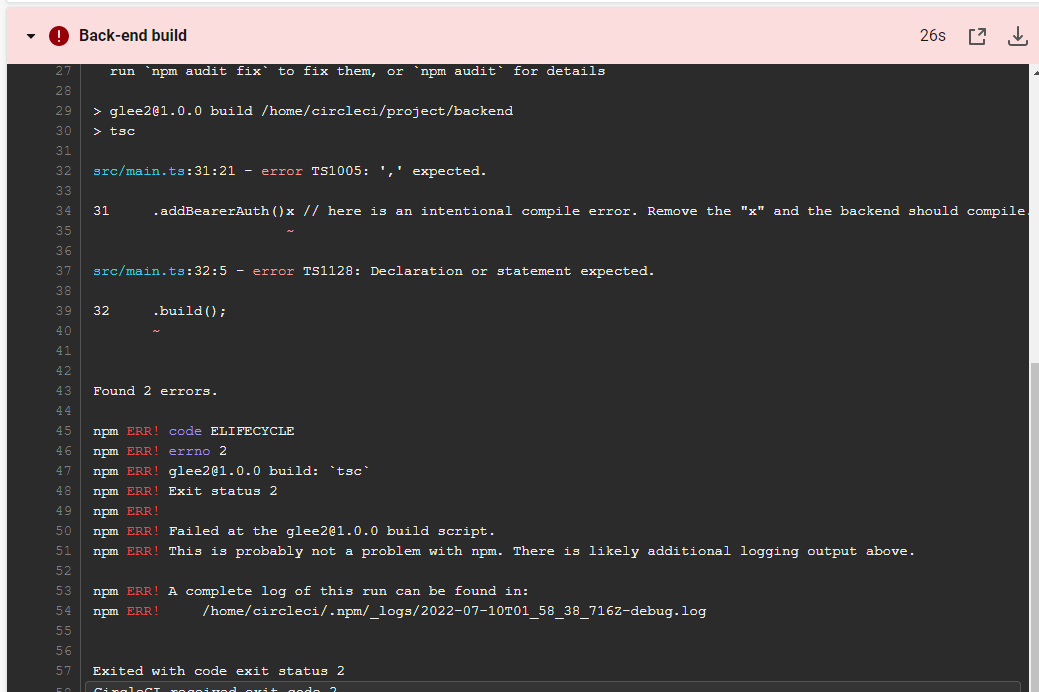 Back-end build 26s
27 run `npm audit fix` to fix them, or `npm audit` for details
28
29 > glee2@1.0.0 build /home/circleci/project/backend
30 > tsc
31
32 src/main.ts:31:21 - error TS1005: ',' expected.
33
34 31 .addBearerAuth()x // here is an intentional compile error. Remove the "x" and the backend should compile.
35 ~
36
37 src/main.ts:32:5 - error TS1128: Declaration or statement expected.
38
39 32 .build();
40 ~
41
42
43 Found 2 errors.
44
45 npm ERR! code ELIFECYCLE
46 npm ERR! errno 2
47 npm ERR! glee2@1.0.0 build: `tsc`
48 npm ERR! Exit status 2
49 npm ERR!
50 npm ERR! Failed at the glee2@1.0.0 build script.
51 npm ERR! This is probably not a problem with npm. There is likely additional logging output above.
52
53 npm ERR! A complete log of this run can be found in:
54 npm ERR! /home/circleci/.npm/_logs/2022-07-10T01_58_38_716Z-debug.log
55
56
57 Exited with code exit status 2
58 CircleCI received exit code 2